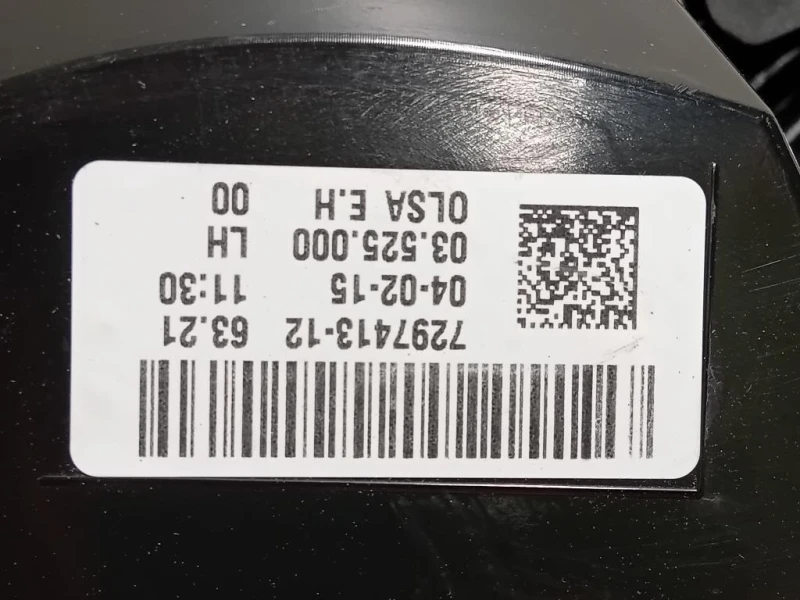 7297413-12 63.21
04-02-15 11:30
03.525.000 LH
OLSA E.H 00